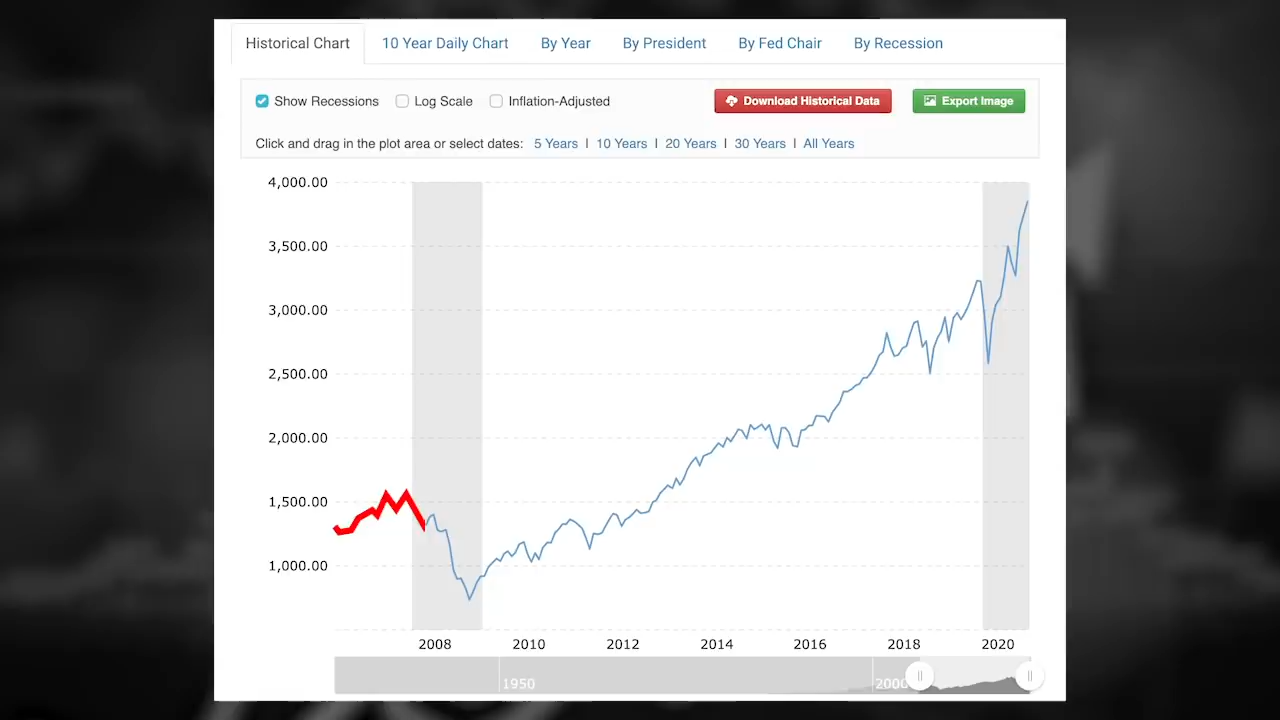 Historical Chart 10 Year Daily Chart By Year By President By Fed Chair By Recession
Show Recessions Log Scale Inflation-Adjusted Download Historical Data Export Image
Click and drag in the plot area or select dates: 5 Years | 10 Years | 20 Years | 30 Years | All Years
4,000.00
3,500.00
3,000.00
2,500.00
2,000.00
1,500.00
1,000.00
2008 2010 2012 2014 2016 2018 2020
1950 2000